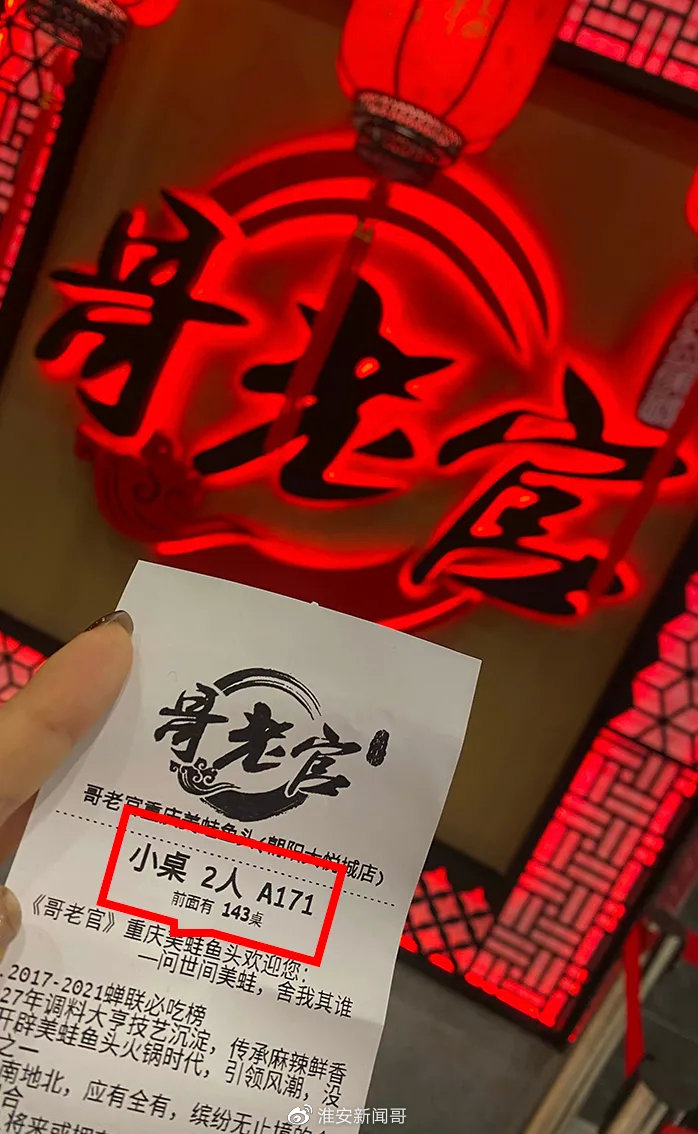 哥老官
哥老官
哥老官重庆美蛙鱼头(朝阳大悦城店)
小桌 2人 A171
前面有 143桌
《哥老官》重庆美蛙鱼头欢迎您:
一问世间美蛙,舍我其谁
2017-2021蝉联必吃榜
27年调料大亨技艺沉淀,传承麻辣鲜香
开辟美蛙鱼头火锅时代,引领风潮,没
之一
南地北,应有全有,缤纷无止境的
合
将来或
淮安新闻哥